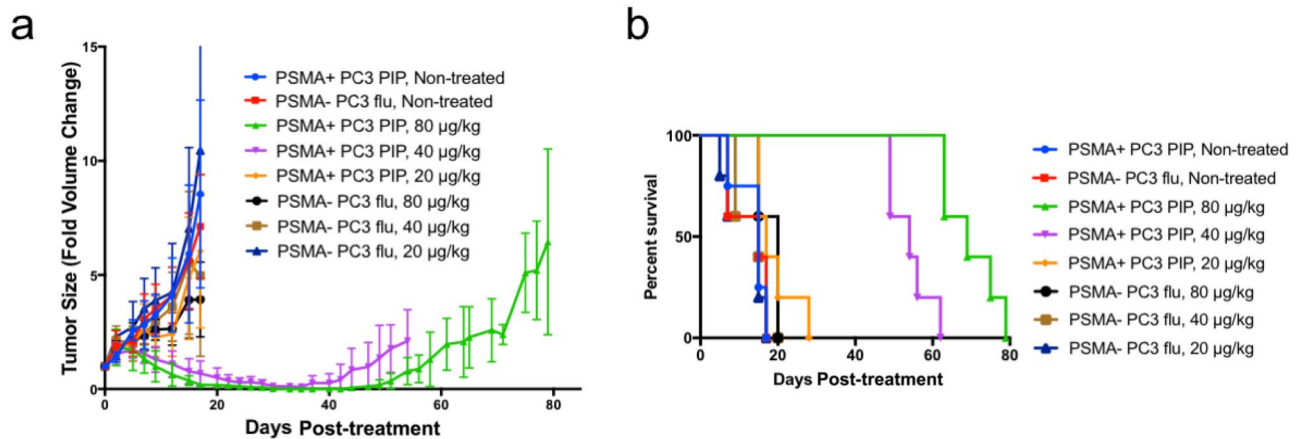 a
Tumor Size (Fold Volume Change)
15
10
5
0
PSMA+ PC3 PIP, Non-treated
PSMA- PC3 flu, Non-treated
PSMA+ PC3 PIP, 80 µg/kg
PSMA+ PC3 PIP, 40 µg/kg
PSMA+ PC3 PIP, 20 µg/kg
PSMA- PC3 flu, 80 µg/kg
PSMA- PC3 flu, 40 µg/kg
PSMA- PC3 flu, 20 µg/kg
0 20 40 60 80
Days Post-treatment
b
Percent survival
100
50
0
0 20 40 60 80
Days Post-treatment
PSMA+ PC3 PIP, Non-treated
PSMA- PC3 flu, Non-treated
PSMA+ PC3 PIP, 80 µg/kg
PSMA+ PC3 PIP, 40 µg/kg
PSMA+ PC3 PIP, 20 µg/kg
PSMA- PC3 flu, 80 µg/kg
PSMA- PC3 flu, 40 µg/kg
PSMA- PC3 flu, 20 µg/kg